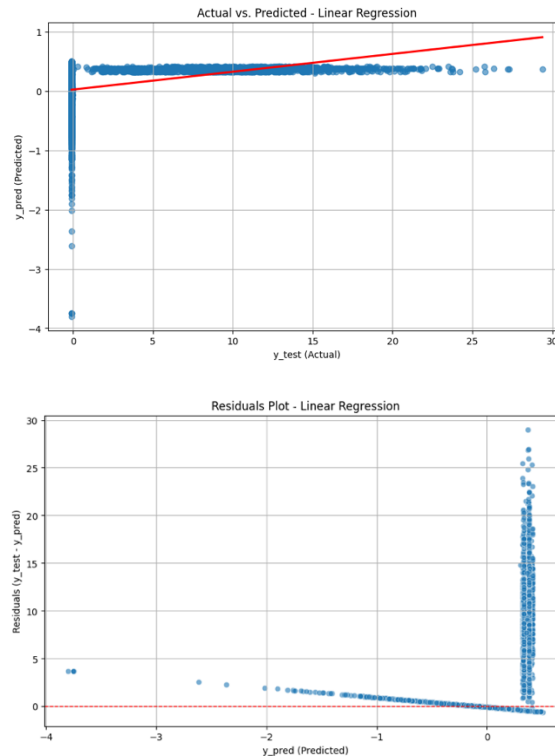 Actual vs. Predicted - Linear Regression
1
0
−1
−2
−3
−4
y_pred (Predicted)
0 5 10 15 20 25 30
y_test (Actual)
Residuals Plot - Linear Regression
30
25
20
15
10
5
0
Residuals (y_test - y_pred)
−4 −3 −2 −1 0
y_pred (Predicted)